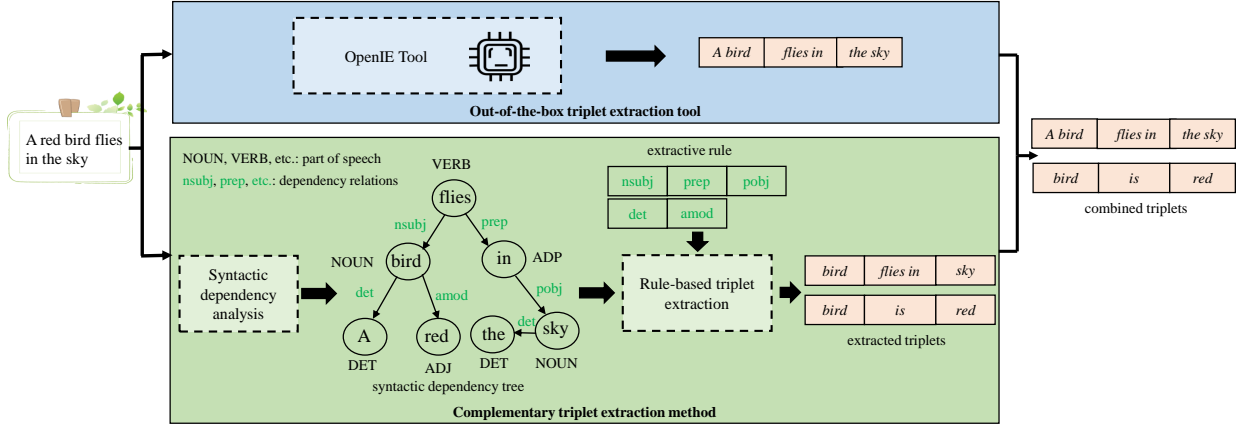 A red bird flies
in the sky
OpenIE Tool
A bird flies in the sky
Out-of-the-box triplet extraction tool
NOUN, VERB, etc.: part of speech
nsubj, prep, etc.: dependency relations
VERB
flies
nsubj
prep
NOUN
bird
in
ADP
det
amod
pobj
A
red
the
det
sky
DET
ADJ
DET
NOUN
syntactic dependency tree
Syntactic
dependency
analysis
extractive rule
nsubj prep pobj
det amod
Rule-based triplet
extraction
bird flies in sky
bird is red
extracted triplets
Complementary triplet extraction method
A bird flies in the sky
bird is red
combined triplets